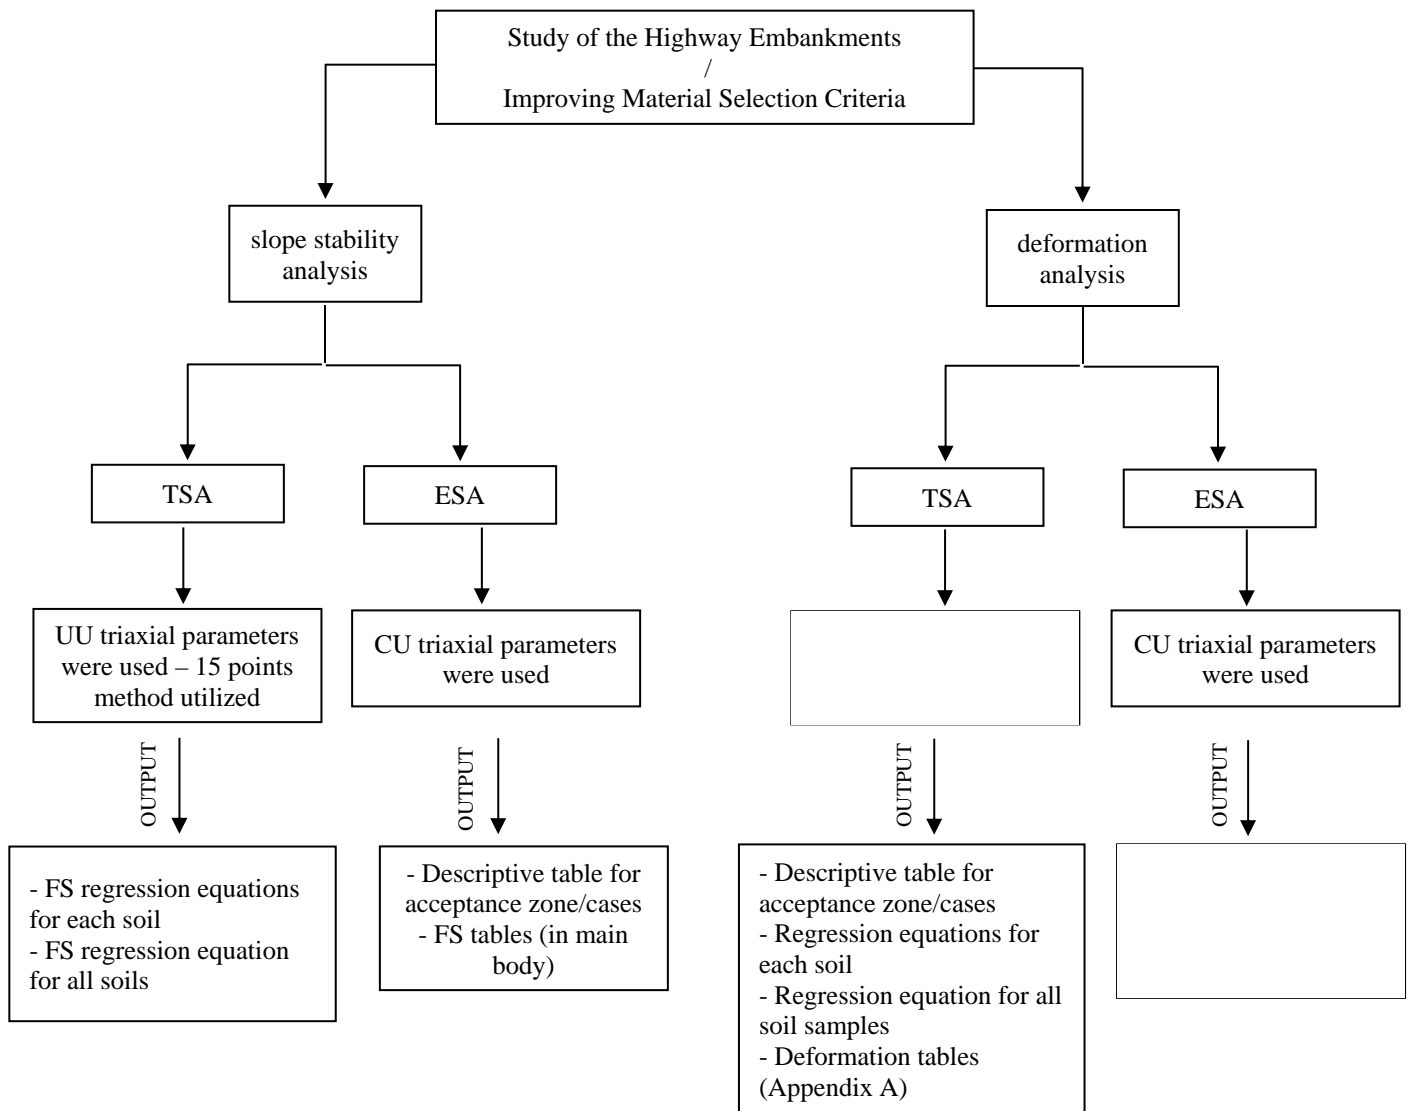 Study of the Highway Embankments
/
Improving Material Selection Criteria
slope stability
analysis
deformation
analysis
TSA
ESA
TSA
ESA
UU triaxial parameters
were used – 15 points
method utilized
CU triaxial parameters
were used
CU triaxial parameters
were used
OUTPUT
OUTPUT
OUTPUT
OUTPUT
- FS regression equations
for each soil
- FS regression equation
for all soils
- Descriptive table for
acceptance zone/cases
- FS tables (in main
body)
- Descriptive table for
acceptance zone/cases
- Regression equations for
each soil
- Regression equation for all
soil samples
- Deformation tables
(Appendix A)